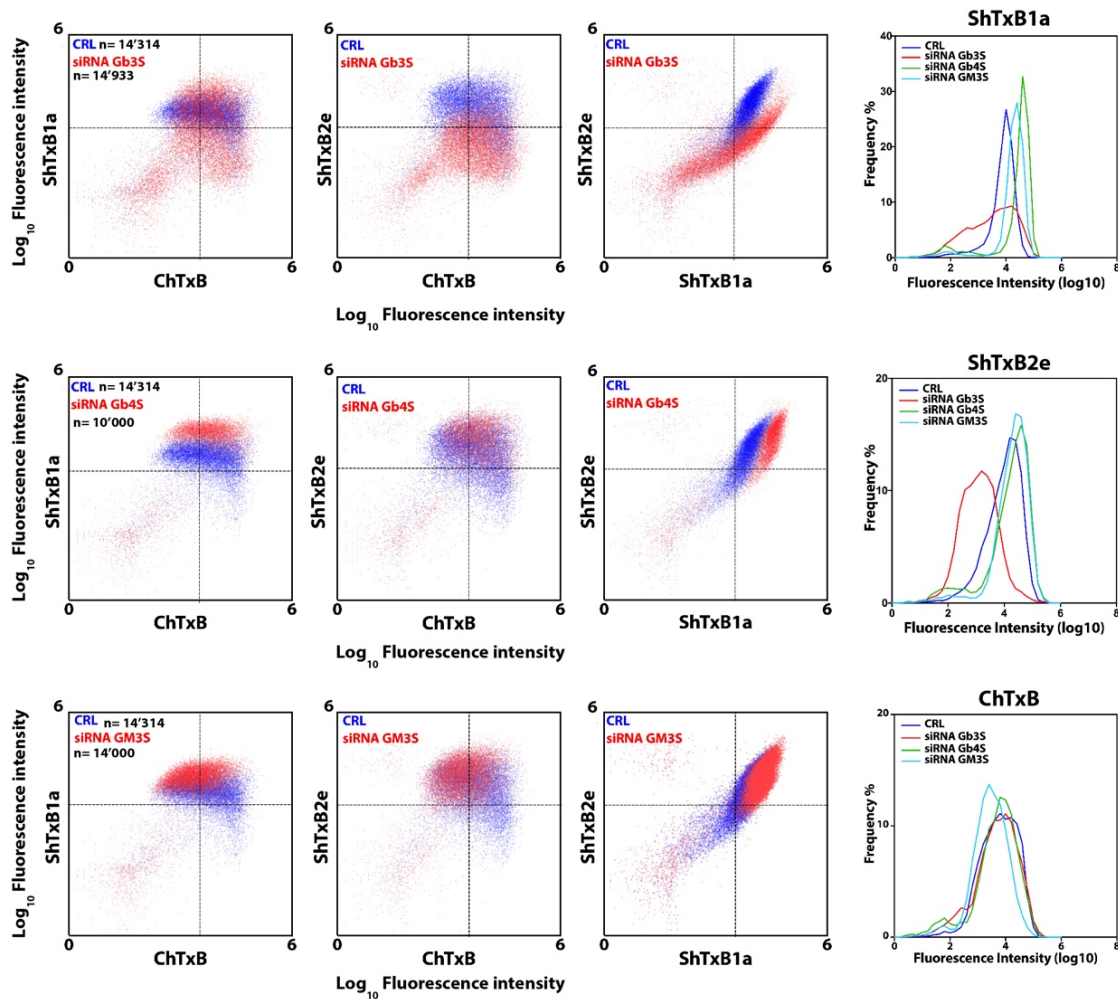 6
CRL n= 14'314
siRNA Gb3S
n= 14'933
Log10 Fluorescence intensity
ShTxB1a
0
6
ChTxB
6
CRL
siRNA Gb3S
ShTxB2e
0
6
ChTxB
6
CRL
siRNA Gb3S
ShTxB2e
0
6
ShTxB1a
Log10 Fluorescence intensity
ShTxB1a
40
30
20
10
0
Frequency %
CRL
siRNA Gb3S
siRNA Gb4S
siRNA GM3S
0 2 4 6 8
Fluorescence Intensity (log10)
6
CRL n= 14'314
siRNA Gb4S
n= 10'000
Log10 Fluorescence intensity
ShTxB1a
0
6
ChTxB
6
CRL
siRNA Gb4S
ShTxB2e
0
6
ChTxB
6
CRL
siRNA Gb4S
ShTxB2e
0
6
ShTxB1a
Log10 Fluorescence intensity
ShTxB2e
20
10
0
Frequency %
CRL
siRNA Gb3S
siRNA Gb4S
siRNA GM3S
0 2 4 6 8
Fluorescence Intensity (log10)
6
CRL n= 14'314
siRNA GM3S
n= 14'000
Log10 Fluorescence intensity
ShTxB1a
0
6
ChTxB
6
CRL
siRNA GM3S
ShTxB2e
0
6
ChTxB
6
CRL
siRNA GM3S
ShTxB2e
0
6
ShTxB1a
Log10 Fluorescence intensity
ChTxB
20
10
0
Frequency %
CRL
siRNA Gb3S
siRNA Gb4S
siRNA GM3S
0 2 4 6 8
Fluorescence Intensity (log10)